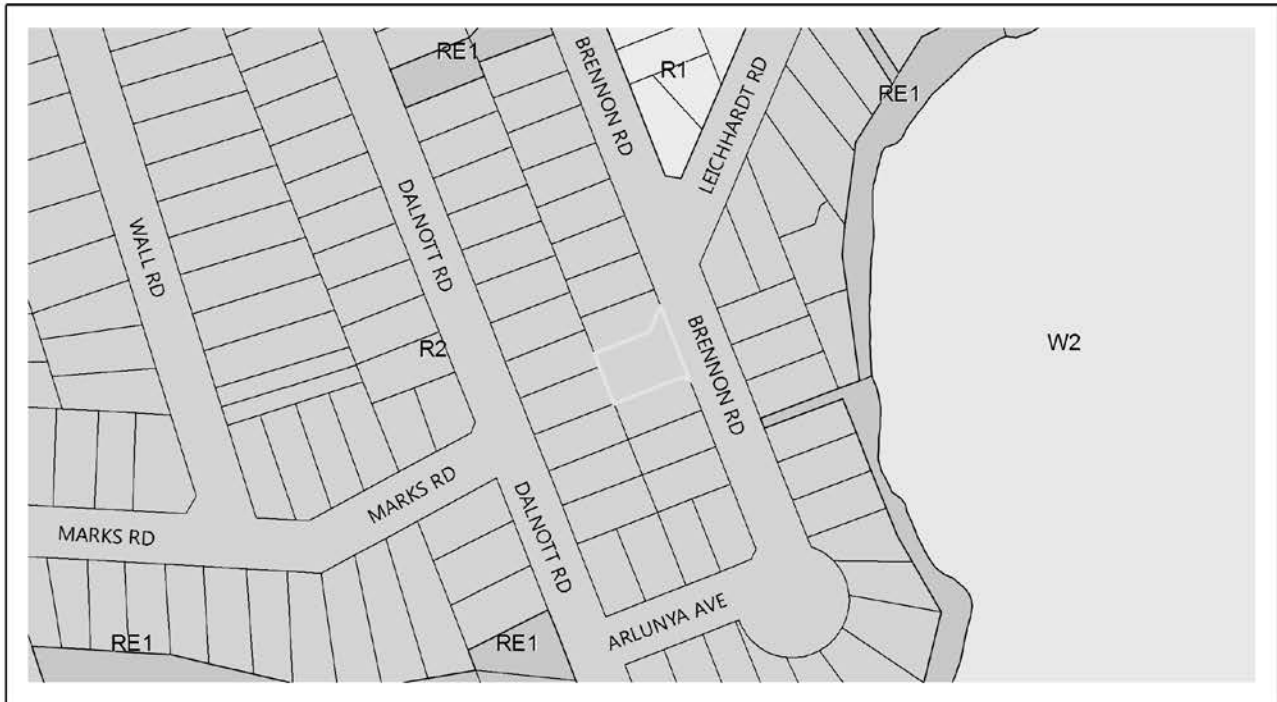 RE1
BRENNON RD
R1
LEICHHARDT RD
RE1
DALNOTT RD
WALL RD
R2
BRENNON RD
W2
MARKS RD
DALNOTT RD
MARKS RD
ARLUNYA AVE
RE1
RE1